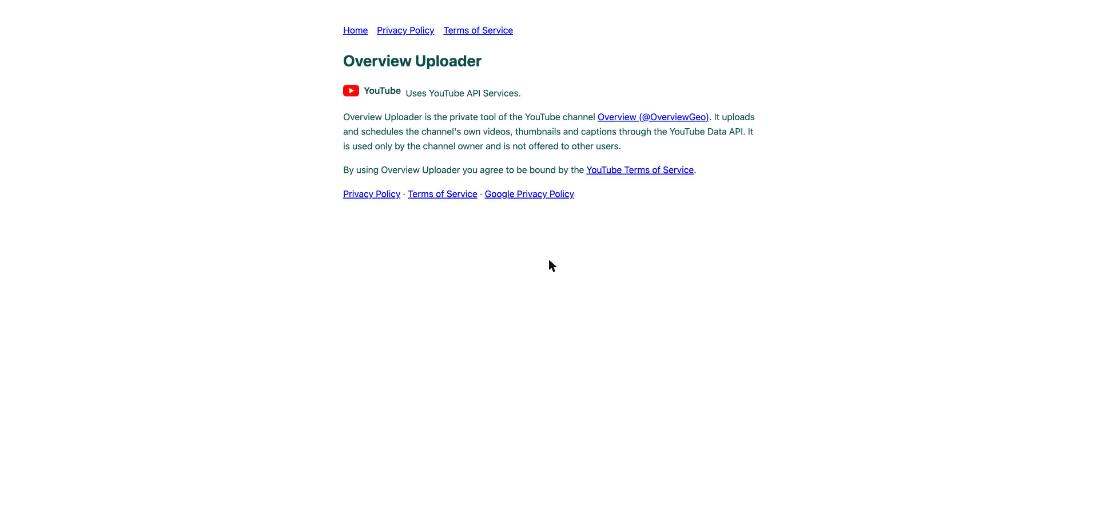 Home Privacy Policy Terms of Service
Overview Uploader
YouTube Uses YouTube API Services.
Overview Uploader is the private tool of the YouTube channel Overview (@OverviewGeo). It uploads
and schedules the channel's own videos, thumbnails and captions through the YouTube Data API. It
is used only by the channel owner and is not offered to other users.
By using Overview Uploader you agree to be bound by the YouTube Terms of Service.
Privacy Policy · Terms of Service · Google Privacy Policy